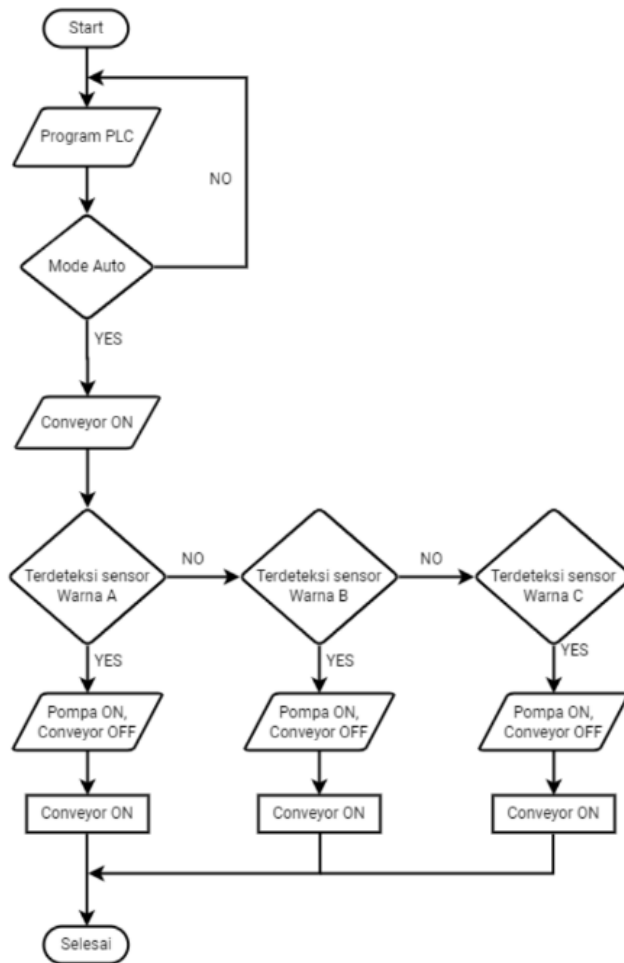 Start
Program PLC
NO
Mode Auto
YES
Conveyor ON
Terdeteksi sensor
Warna A
NO
Terdeteksi sensor
Warna B
NO
Terdeteksi sensor
Warna C
YES
YES
YES
Pompa ON,
Conveyor OFF
Pompa ON,
Conveyor OFF
Pompa ON,
Conveyor OFF
Conveyor ON
Conveyor ON
Conveyor ON
Selesai